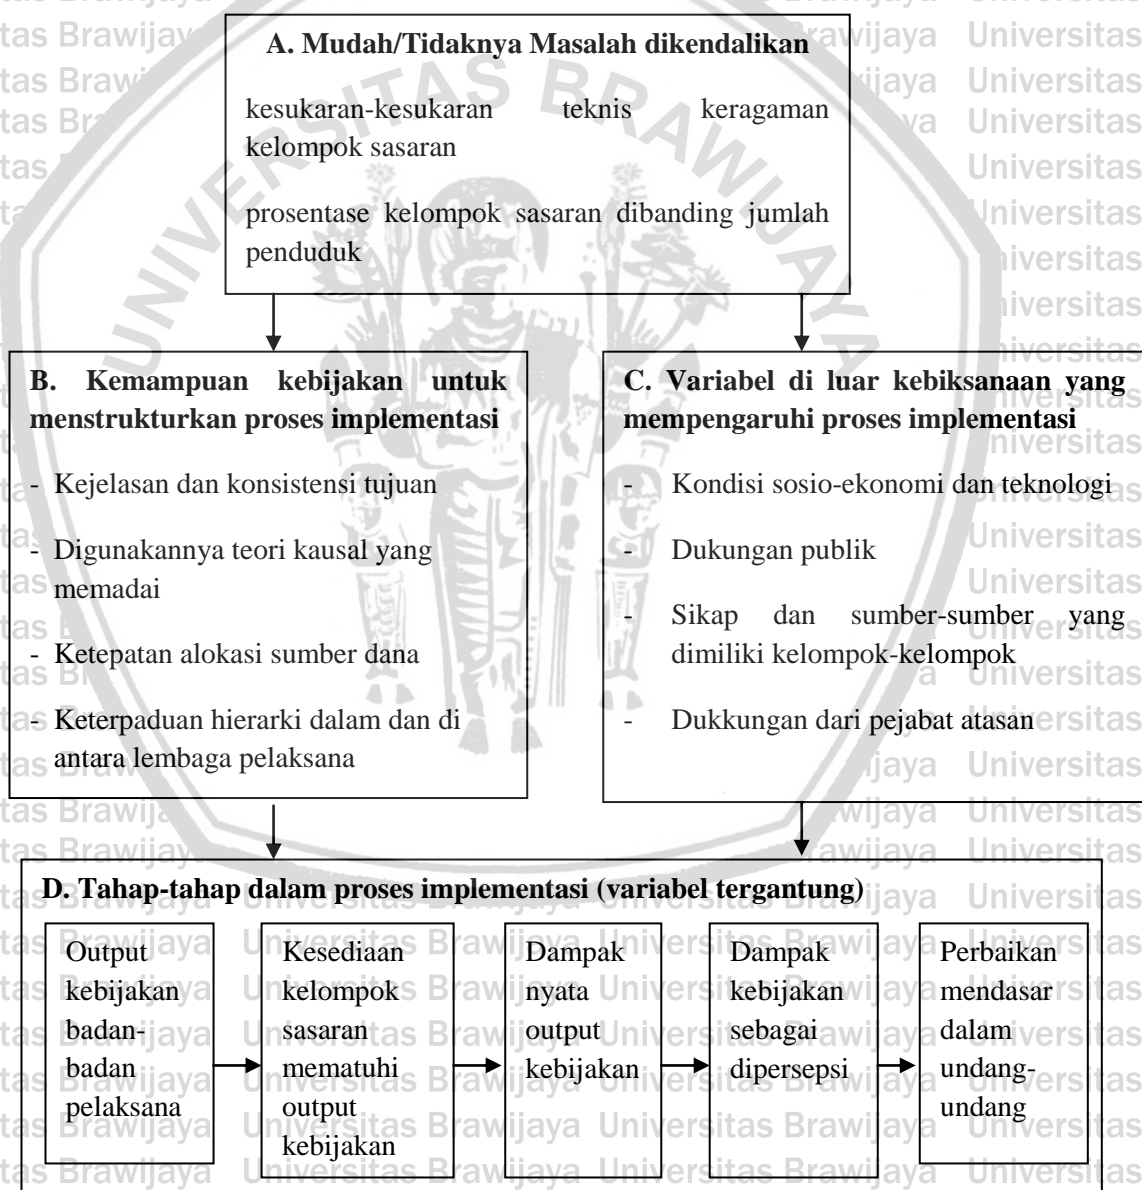 A. Mudah/Tidaknya Masalah dikendalikan
kesukaran-kesukaran teknis keragaman
kelompok sasaran
prosentase kelompok sasaran dibanding jumlah
penduduk
B. Kemampuan kebijakan untuk
menstrukturkan proses implementasi
- Kejelasan dan konsistensi tujuan
- Digunakannya teori kausal yang
memadai
- Ketepatan alokasi sumber dana
- Keterpaduan hierarki dalam dan di
antara lembaga pelaksana
C. Variabel di luar kebiksanaan yang
mempengaruhi proses implementasi
- Kondisi sosio-ekonomi dan teknologi
- Dukungan publik
- Sikap dan sumber-sumber yang
dimiliki kelompok-kelompok
- Dukkungan dari pejabat atasan
D. Tahap-tahap dalam proses implementasi (variabel tergantung)
Output
kebijakan
badan-
badan
pelaksana
Kesediaan
kelompok
sasaran
mematuhi
output
kebijakan
Dampak
nyata
output
kebijakan
Dampak
kebijakan
sebagai
dipersepsi
Perbaikan
mendasar
dalam
undang-
undang
UNIVERSITAS BRAWIJAYA